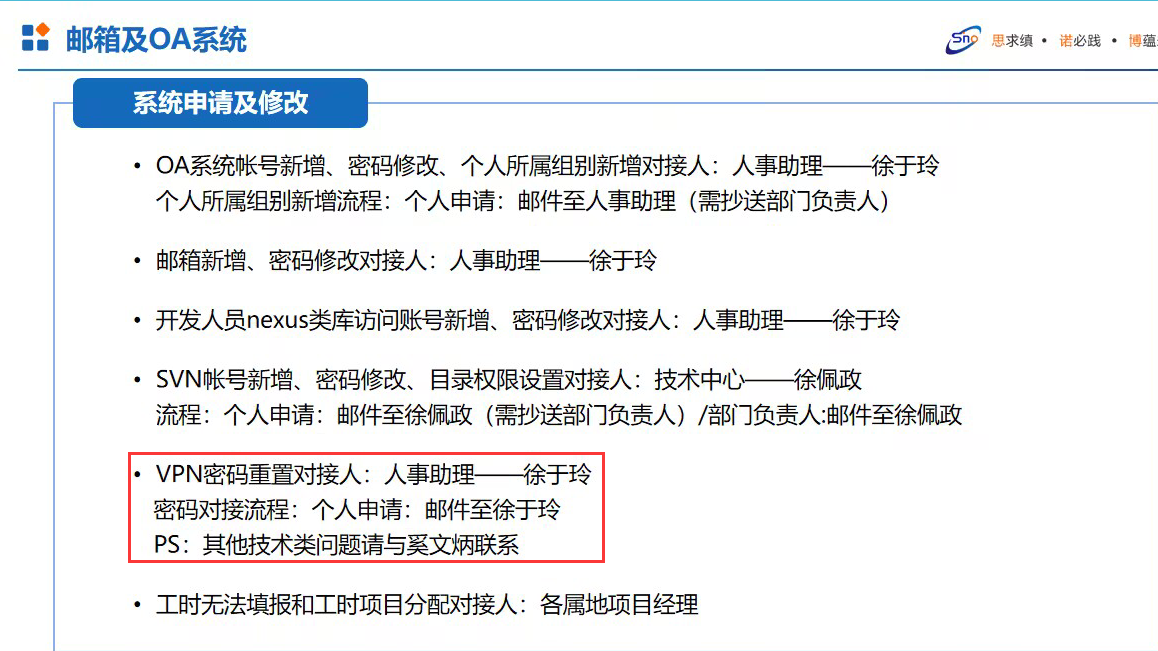 邮箱及OA系统
Sno
思求缜 • 诺必践 • 博蕴
系统申请及修改
• OA系统帐号新增、密码修改、个人所属组别新增对接人：人事助理——徐于玲
个人所属组别新增流程：个人申请：邮件至人事助理（需抄送部门负责人）
• 邮箱新增、密码修改对接人：人事助理——徐于玲
• 开发人员nexus类库访问账号新增、密码修改对接人：人事助理——徐于玲
• SVN帐号新增、密码修改、目录权限设置对接人：技术中心——徐佩政
流程：个人申请：邮件至徐佩政（需抄送部门负责人）/部门负责人:邮件至徐佩政
• VPN密码重置对接人：人事助理——徐于玲
密码对接流程：个人申请：邮件至徐于玲
PS：其他技术类问题请与奚文炳联系
• 工时无法填报和工时项目分配对接人：各属地项目经理